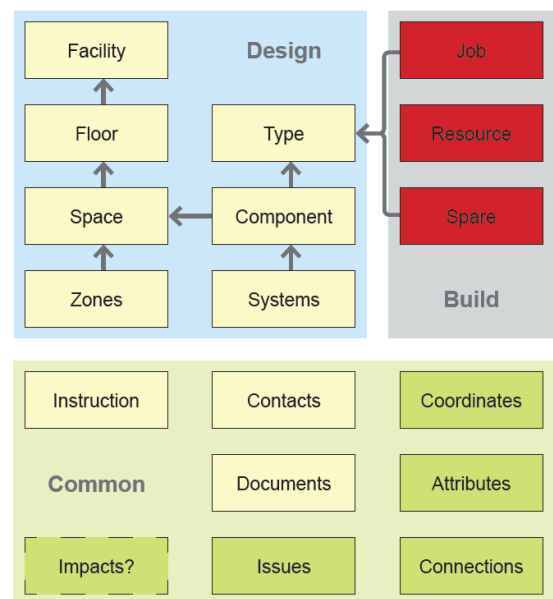 Facility
Design
Job
Floor
Type
Resource
Space
Component
Spare
Zones
Systems
Build
Instruction
Contacts
Coordinates
Common
Documents
Attributes
Impacts?
Issues
Connections